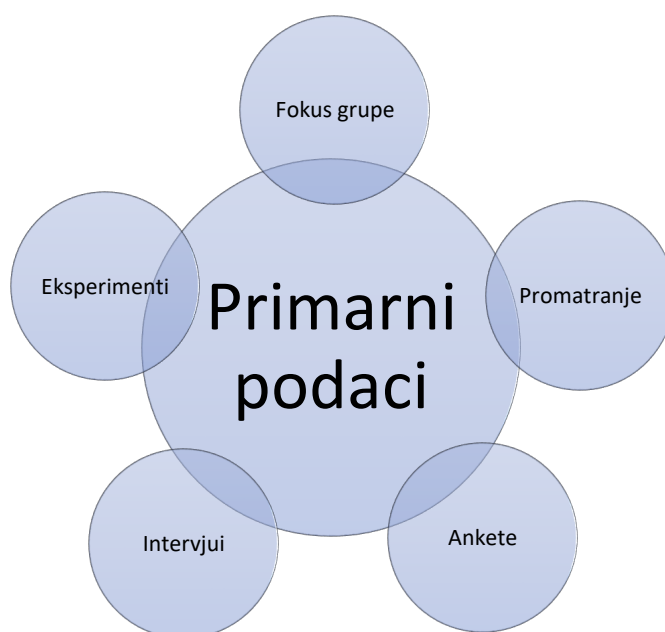 Fokus grupe
Eksperimenti
Primarni
podaci
Promatranje
Intervjui
Ankete